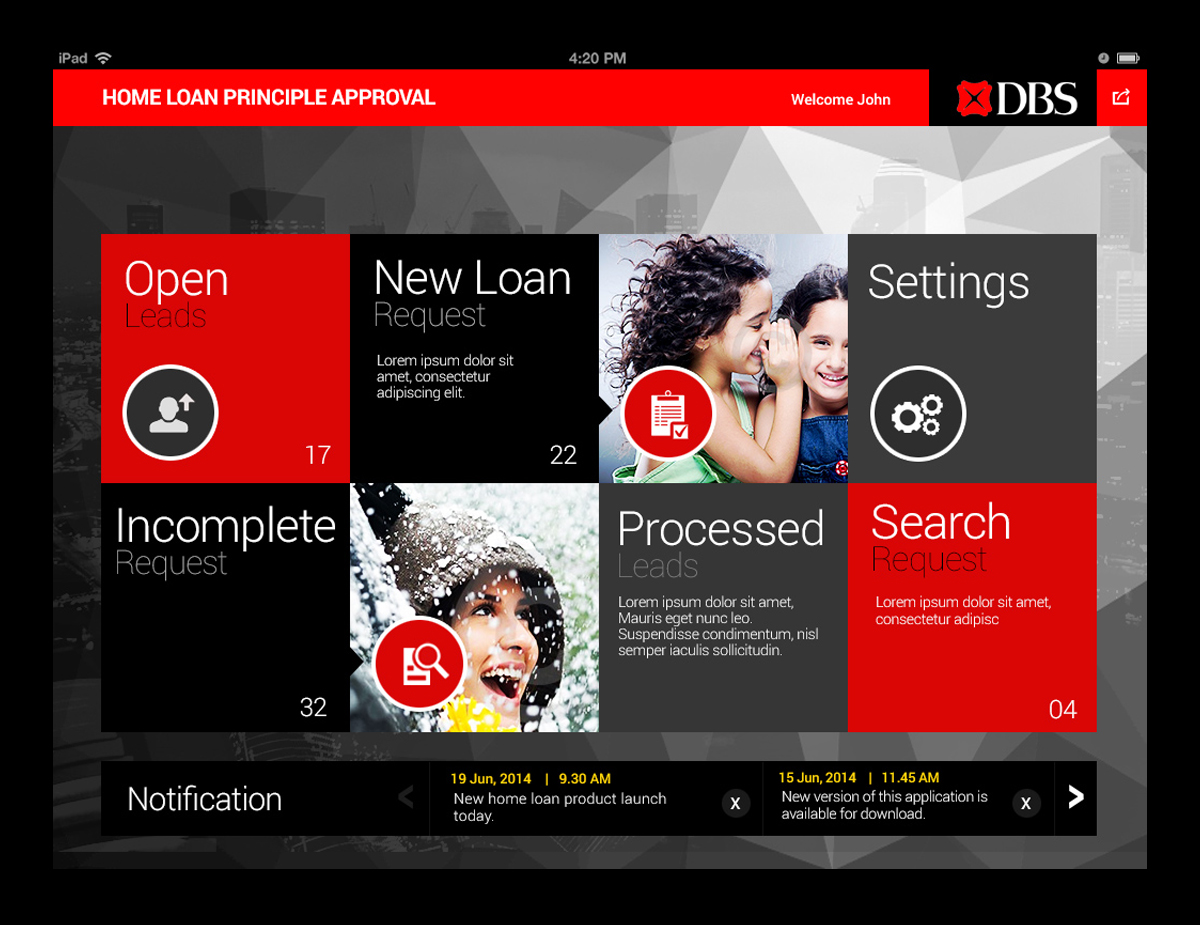 iPad
4:20 PM
HOME LOAN PRINCIPLE APPROVAL
Welcome John
DBS
Open
Leads
17
New Loan
Request
Lorem ipsum dolor sit
amet, consectetur
adipiscing elit.
22
Settings
Incomplete
Request
32
Processed
Leads
Lorem ipsum dolor sit amet,
Mauris eget nunc leo.
Suspendisse condimentum, nisl
semper iaculis sollicitudin.
Search
Request
Lorem ipsum dolor sit amet,
consectetur adipisc
04
Notification
<
19 Jun, 2014 | 9.30 AM
New home loan product launch
today.
X
15 Jun, 2014 | 11.45 AM
New version of this application is
available for download.
X
>